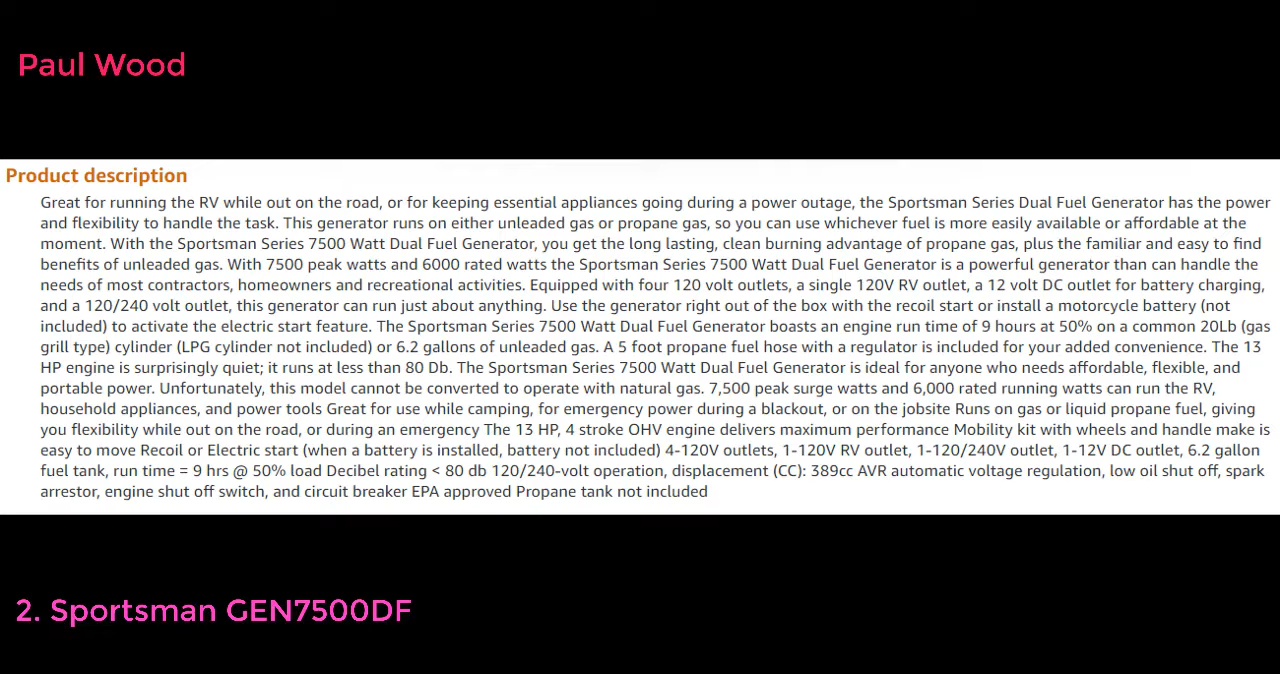 Paul Wood
Product description
Great for running the RV while out on the road, or for keeping essential appliances going during a power outage, the Sportsman Series Dual Fuel Generator has the power
and flexibility to handle the task. This generator runs on either unleaded gas or propane gas, so you can use whichever fuel is more easily available or affordable at the
moment. With the Sportsman Series 7500 Watt Dual Fuel Generator, you get the long lasting, clean burning advantage of propane gas, plus the familiar and easy to find
benefits of unleaded gas. With 7500 peak watts and 6000 rated watts the Sportsman Series 7500 Watt Dual Fuel Generator is a powerful generator than can handle the
needs of most contractors, homeowners and recreational activities. Equipped with four 120 volt outlets, a single 120V RV outlet, a 12 volt DC outlet for battery charging,
and a 120/240 volt outlet, this generator can run just about anything. Use the generator right out of the box with the recoil start or install a motorcycle battery (not
included) to activate the electric start feature. The Sportsman Series 7500 Watt Dual Fuel Generator boasts an engine run time of 9 hours at 50% on a common 20Lb (gas
grill type) cylinder (LPG cylinder not included) or 6.2 gallons of unleaded gas. A 5 foot propane fuel hose with a regulator is included for your added convenience. The 13
HP engine is surprisingly quiet; it runs at less than 80 Db. The Sportsman Series 7500 Watt Dual Fuel Generator is ideal for anyone who needs affordable, flexible, and
portable power. Unfortunately, this model cannot be converted to operate with natural gas. 7,500 peak surge watts and 6,000 rated running watts can run the RV,
household appliances, and power tools Great for use while camping, for emergency power during a blackout, or on the jobsite Runs on gas or liquid propane fuel, giving
you flexibility while out on the road, or during an emergency The 13 HP, 4 stroke OHV engine delivers maximum performance Mobility kit with wheels and handle make is
easy to move Recoil or Electric start (when a battery is installed, battery not included) 4-120V outlets, 1-120V RV outlet, 1-120/240V outlet, 1-12V DC outlet, 6.2 gallon
fuel tank, run time = 9 hrs @ 50% load Decibel rating < 80 db 120/240-volt operation, displacement (CC): 389cc AVR automatic voltage regulation, low oil shut off, spark
arrestor, engine shut off switch, and circuit breaker EPA approved Propane tank not included
2. Sportsman GEN7500DF